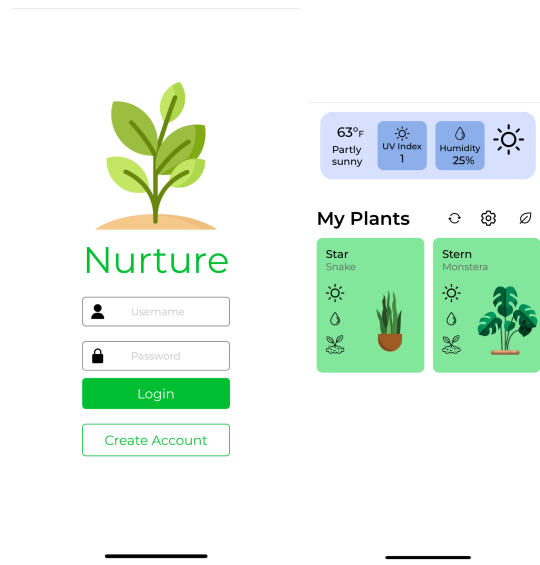 Nurture
Username
Password
Login
Create Account
63°F
Partly
sunny
UV Index
1
Humidity
25%
My Plants
Star
Snake
Stern
Monstera